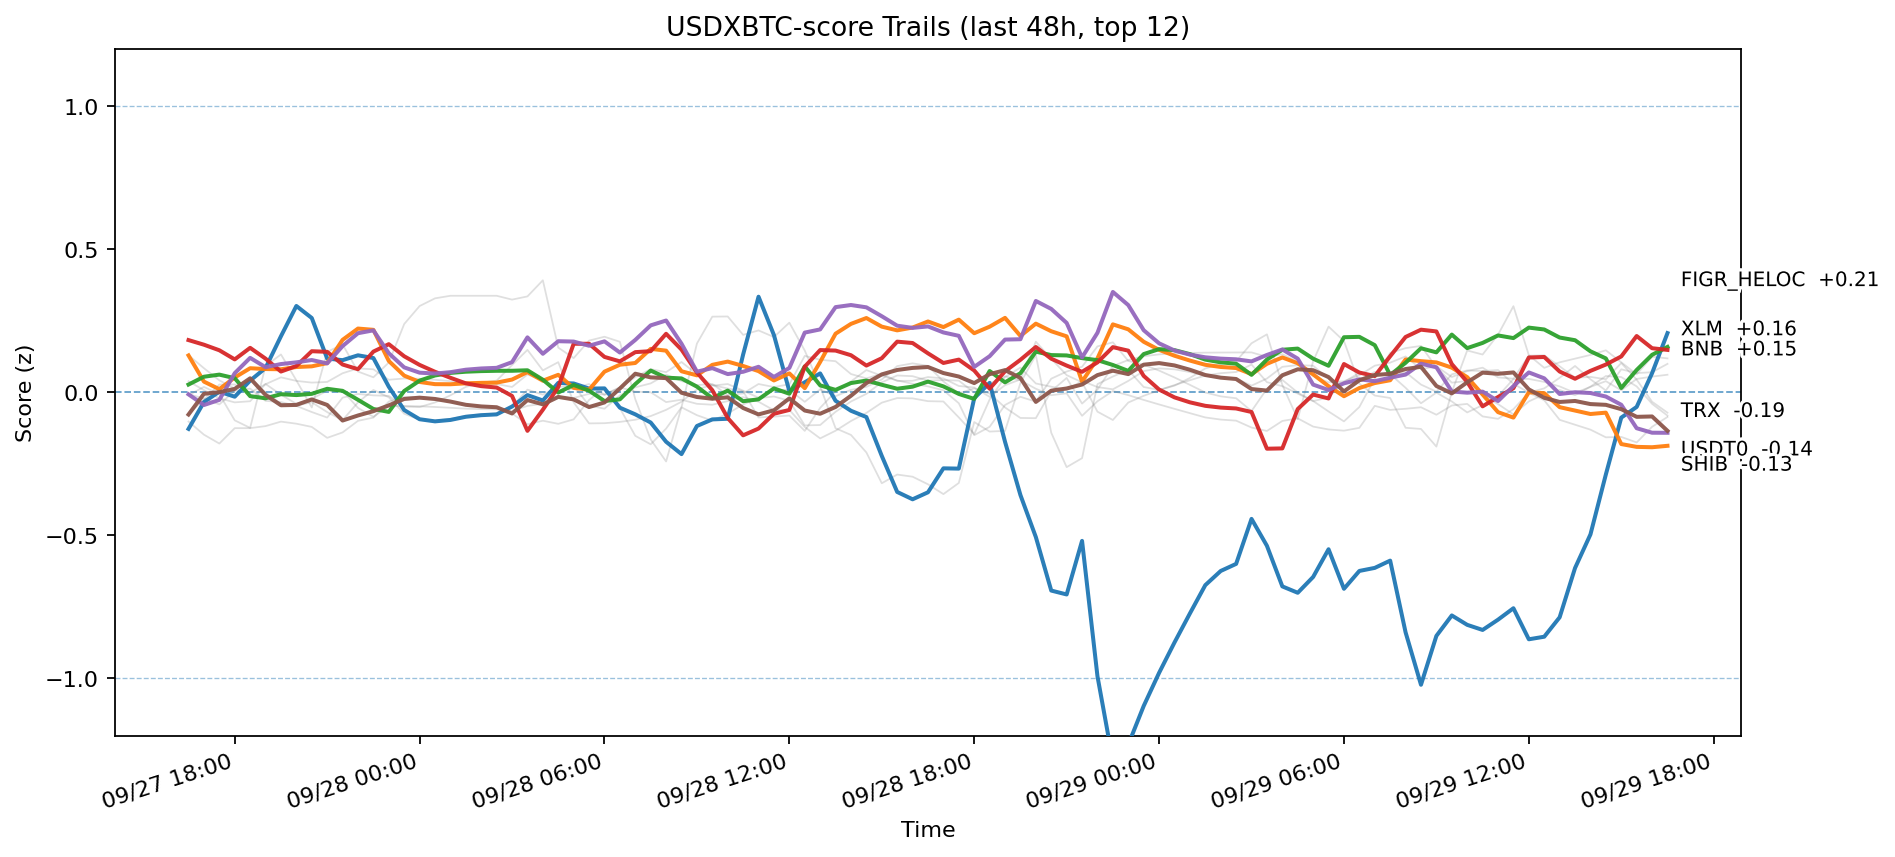 USDXBTC-score Trails (last 48h, top 12)
Score (z)
1.0
0.5
0.0
−0.5
−1.0
FIGR_HELOC +0.21
XLM +0.16
BNB +0.15
TRX -0.19
USDT0 -0.14
SHIB -0.13
09/27 18:00
09/28 00:00
09/28 06:00
09/28 12:00
09/28 18:00
09/29 00:00
09/29 06:00
09/29 12:00
09/29 18:00
Time